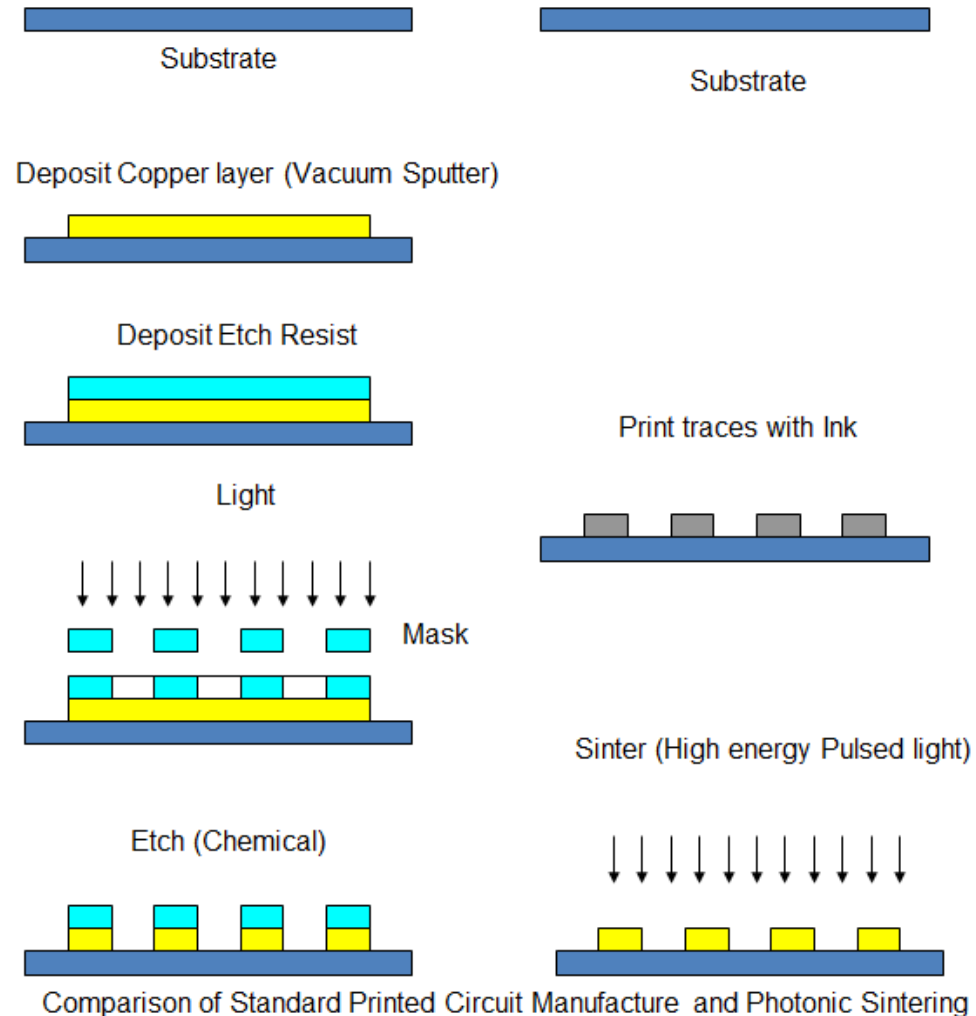 Substrate
Substrate
Deposit Copper layer (Vacuum Sputter)
Deposit Etch Resist
Print traces with Ink
Light
Mask
Sinter (High energy Pulsed light)
Etch (Chemical)
Comparison of Standard Printed Circuit Manufacture and Photonic Sintering